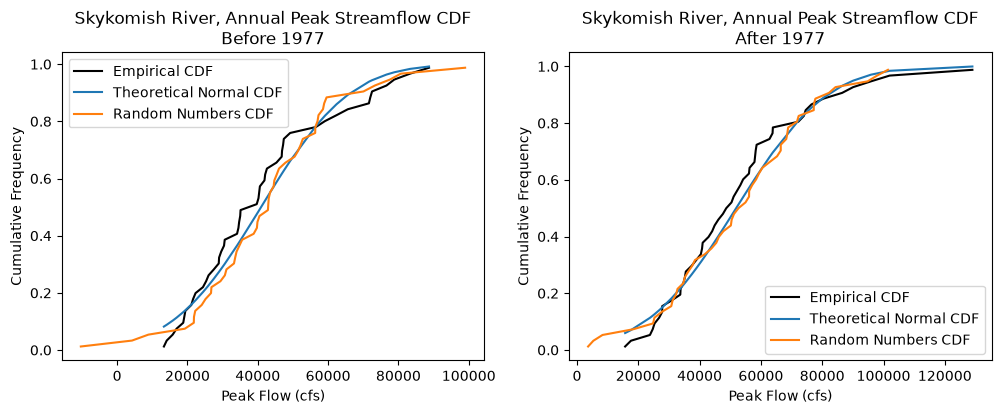 Skykomish River, Annual Peak Streamflow CDF
Before 1977
1.0
0.8
0.6
0.4
0.2
0.0
Cumulative Frequency
Empirical CDF
Theoretical Normal CDF
Random Numbers CDF
0 20000 40000 60000 80000 100000
Peak Flow (cfs)
Skykomish River, Annual Peak Streamflow CDF
After 1977
1.0
0.8
0.6
0.4
0.2
0.0
Cumulative Frequency
Empirical CDF
Theoretical Normal CDF
Random Numbers CDF
0 20000 40000 60000 80000 100000 120000
Peak Flow (cfs)